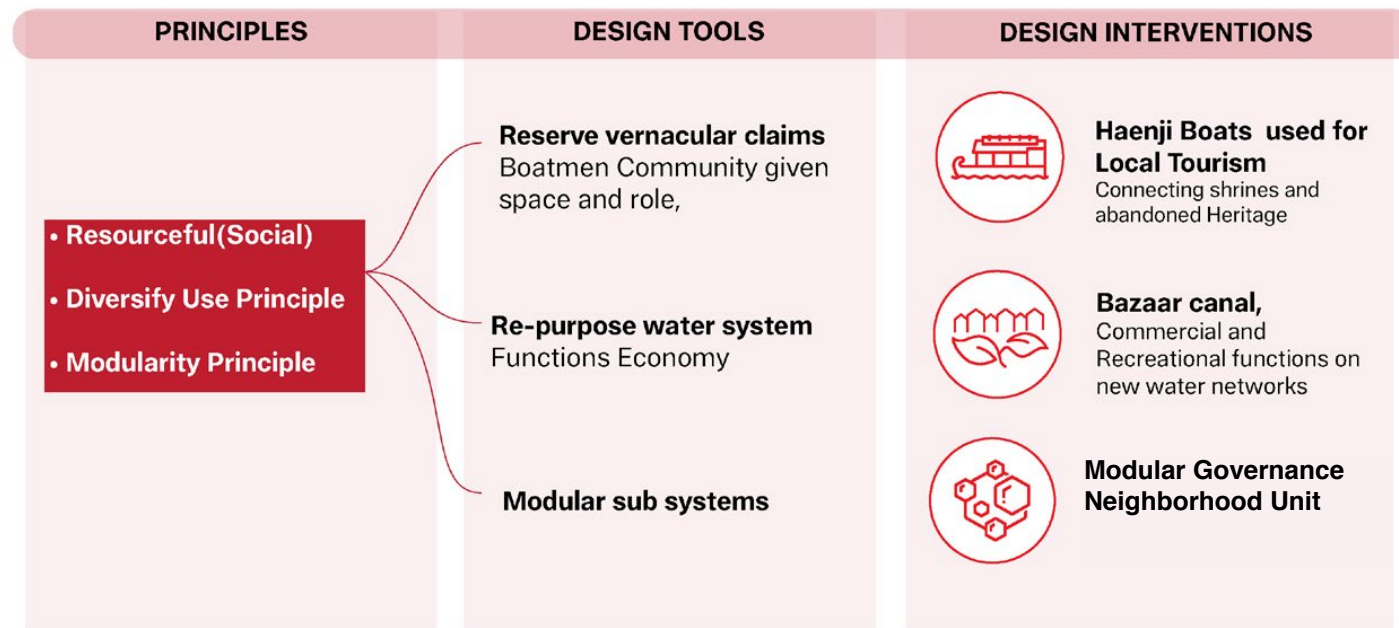 PRINCIPLES
DESIGN TOOLS
DESIGN INTERVENTIONS
• Resourceful(Social)
• Diversify Use Principle
• Modularity Principle
Reserve vernacular claims
Boatmen Community given
space and role,
Re-purpose water system
Functions Economy
Modular sub systems
Haenji Boats used for
Local Tourism
Connecting shrines and
abandoned Heritage
Bazaar canal,
Commercial and
Recreational functions on
new water networks
Modular Governance
Neighborhood Unit